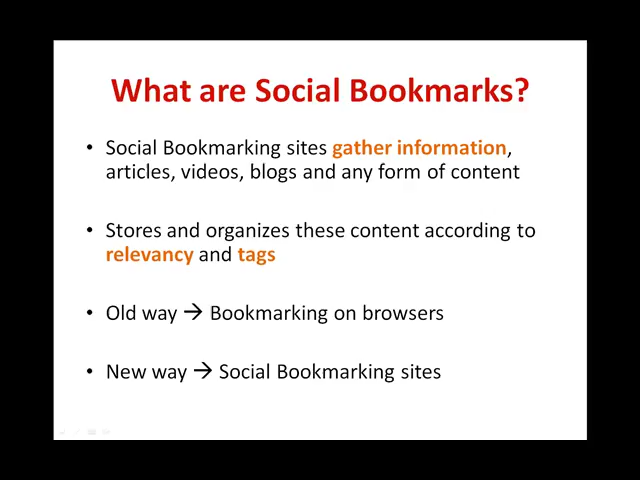 What are Social Bookmarks?
• Social Bookmarking sites gather information,
articles, videos, blogs and any form of content
• Stores and organizes these content according to
relevancy and tags
• Old way → Bookmarking on browsers
• New way → Social Bookmarking sites